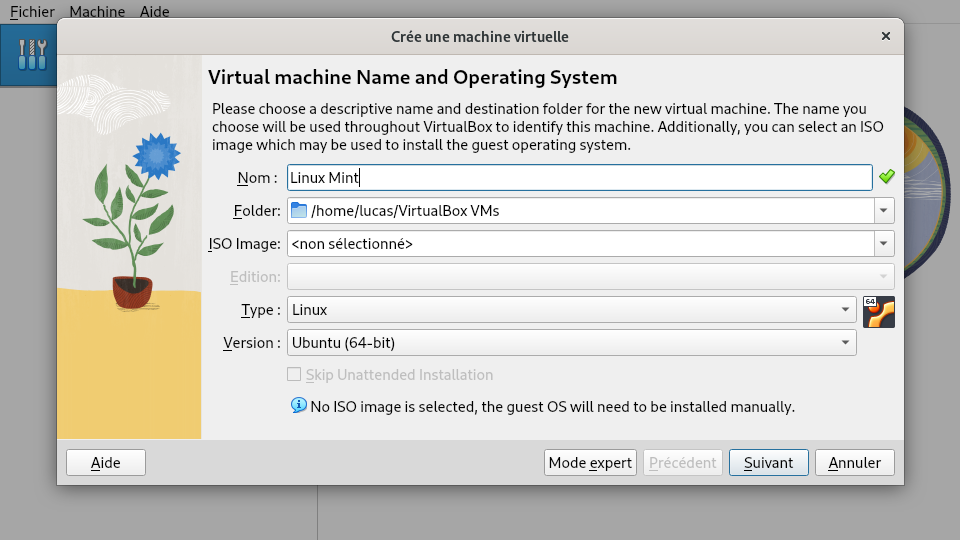 Fichier Machine Aide
Crée une machine virtuelle
Virtual machine Name and Operating System
Please choose a descriptive name and destination folder for the new virtual machine. The name you
choose will be used throughout VirtualBox to identify this machine. Additionally, you can select an ISO
image which may be used to install the guest operating system.
Nom : Linux Mint
Folder: /home/lucas/VirtualBox VMs
ISO Image: <non sélectionné>
Edition:
Type : Linux
64
Version : Ubuntu (64-bit)
Skip Unattended Installation
No ISO image is selected, the guest OS will need to be installed manually.
Aide Mode expert Précédent Suivant Annuler